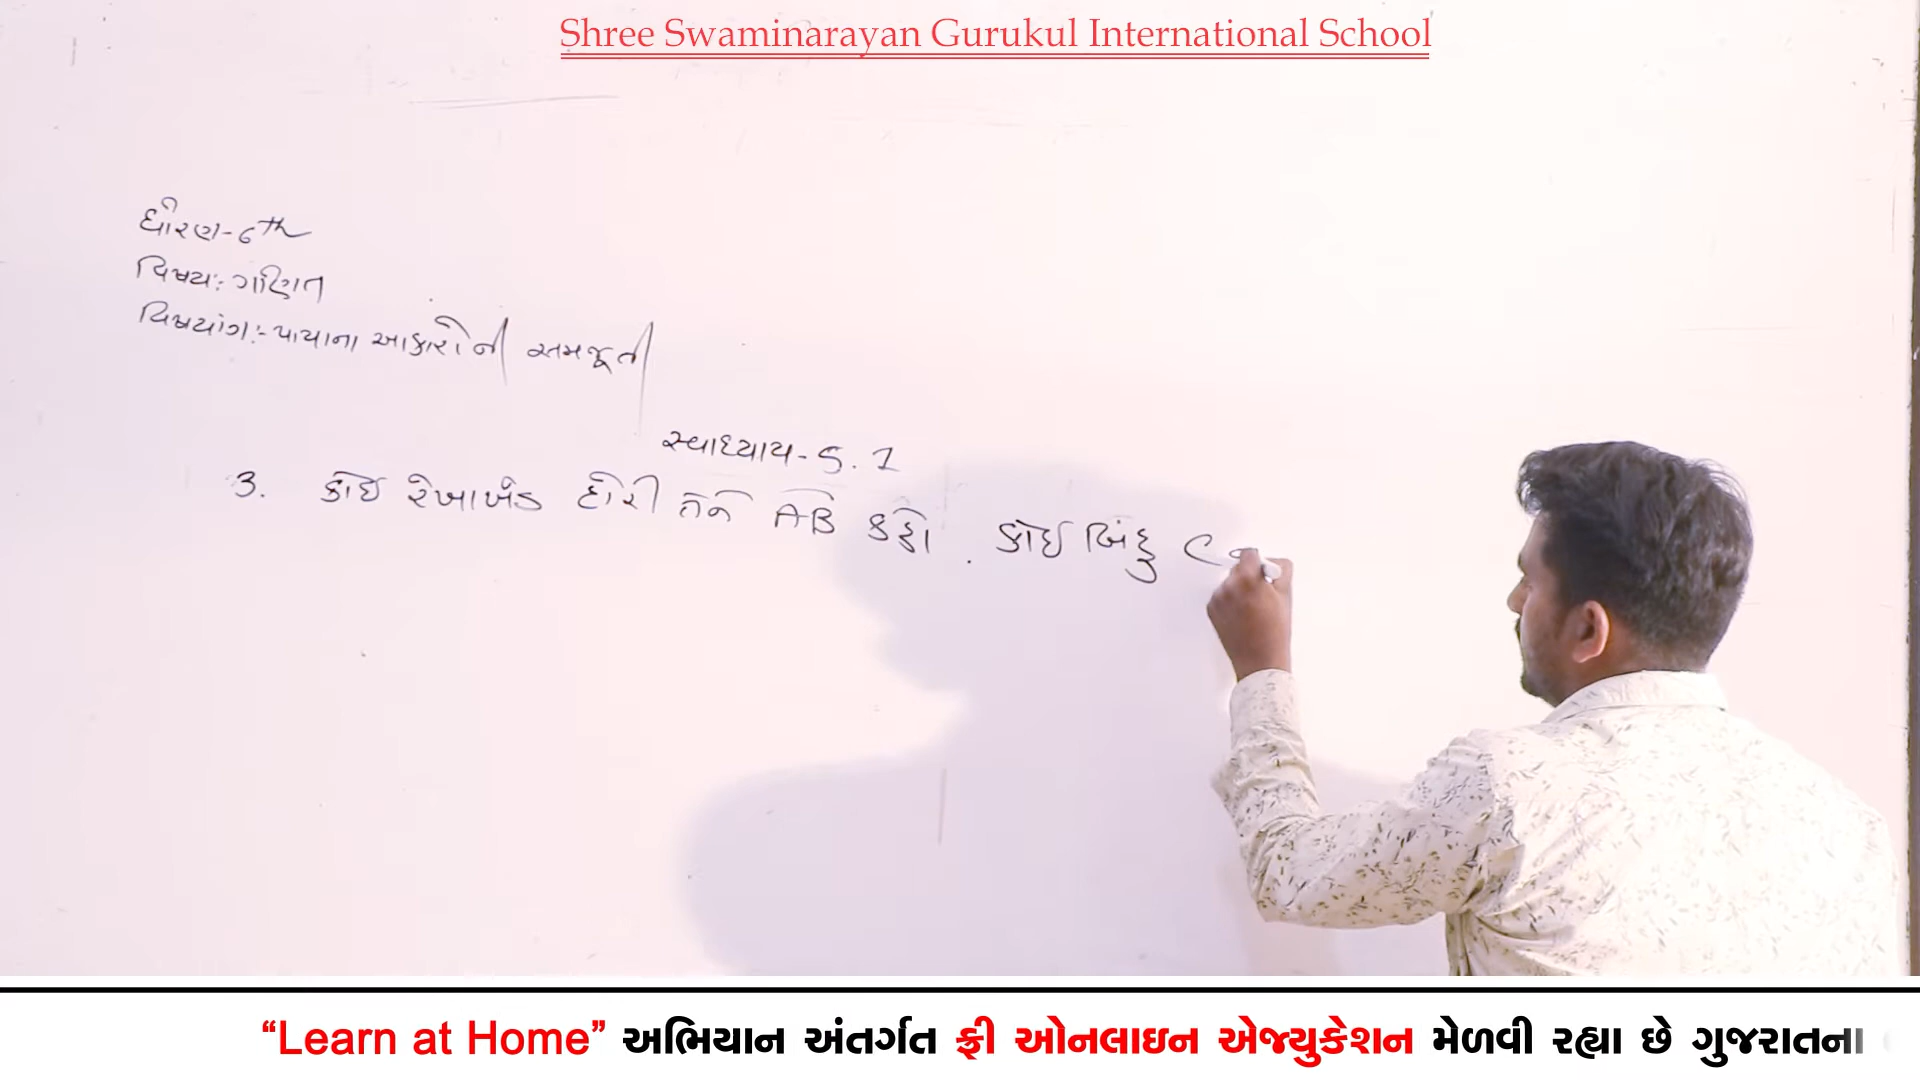 Shree Swaminarayan Gurukul International School
ધોરણ-6th
વિષય: ગણિત
વિષયાંગ:- પાયાના આકારોની સમજૂતી
સ્વાધ્યાય-5.1
3. કોઈ રેખાખંડ દોરી તેને AB કહો. કોઈ બિંદુ C
“Learn at Home” અભિયાન અંતર્ગત ફ્રી ઓનલાઇન એજ્યુકેશન મેળવી રહ્યા છે ગુજરાતના